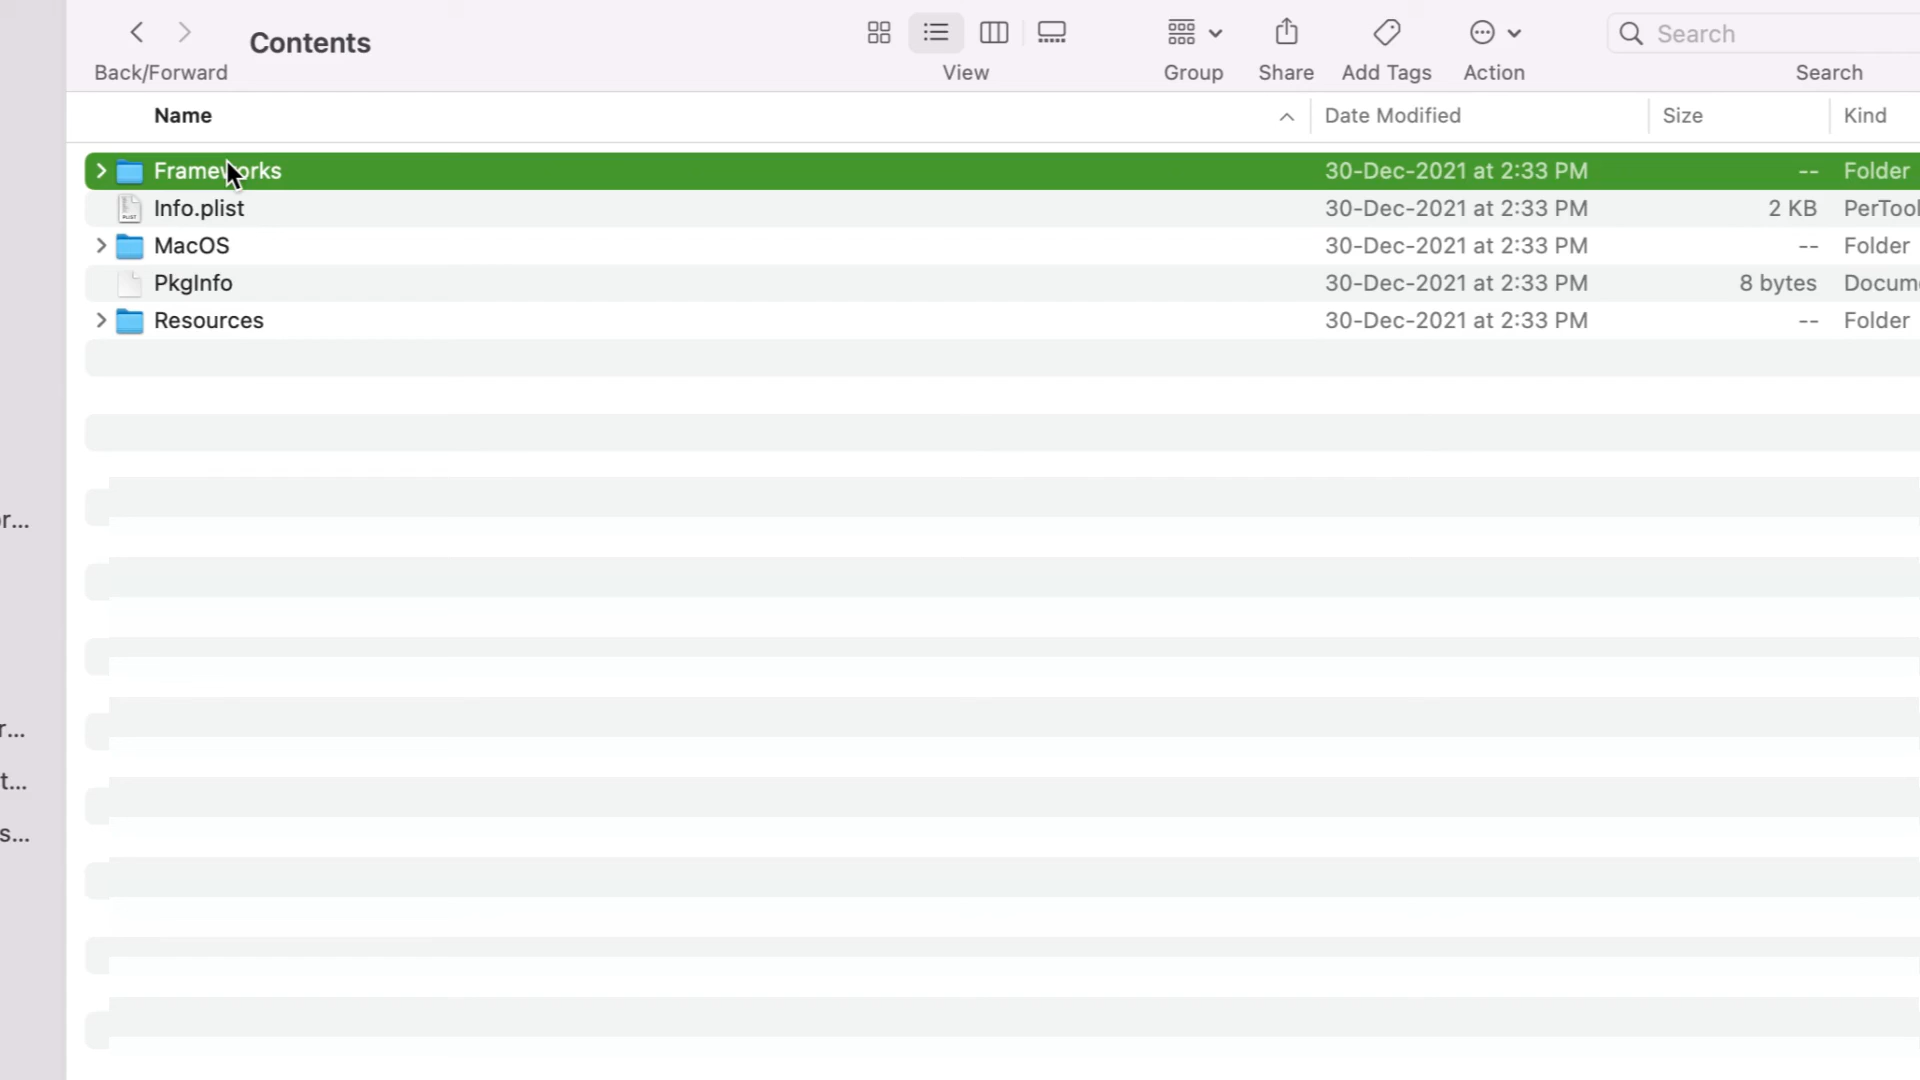 Contents
Back/Forward
View
Group
Share
Add Tags
Action
Search
Search
Name Date Modified Size Kind
Frameworks 30-Dec-2021 at 2:33 PM -- Folder
Info.plist 30-Dec-2021 at 2:33 PM 2 KB PerTool
MacOS 30-Dec-2021 at 2:33 PM -- Folder
PkgInfo 30-Dec-2021 at 2:33 PM 8 bytes Docum
Resources 30-Dec-2021 at 2:33 PM -- Folder
r...
r...
t...
s...